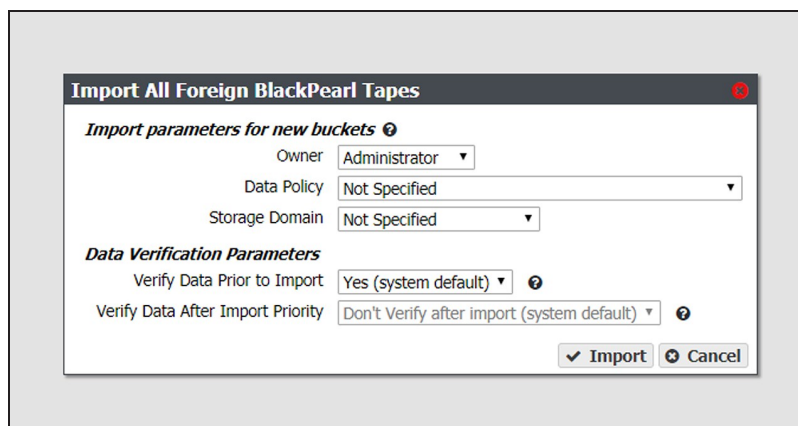 Import All Foreign BlackPearl Tapes
Import parameters for new buckets
Owner Administrator
Data Policy Not Specified
Storage Domain Not Specified
Data Verification Parameters
Verify Data Prior to Import Yes (system default)
Verify Data After Import Priority Don't Verify after import (system default)
Import Cancel